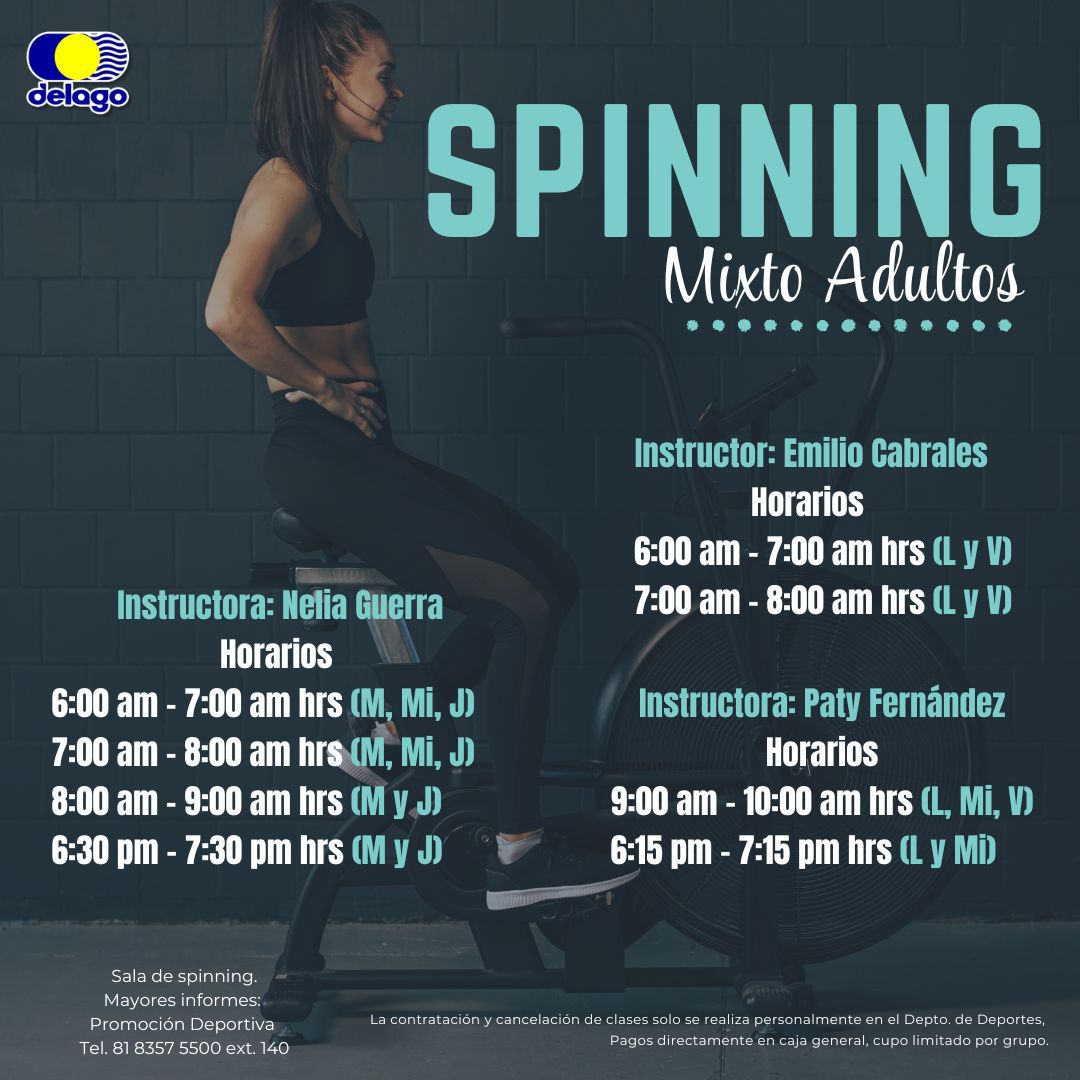 delago
SPINNING
Mixto Adultos
Instructor: Emilio Cabrales
Horarios
6:00 am - 7:00 am hrs (L y V)
7:00 am - 8:00 am hrs (L y V)
Instructora: Nelia Guerra
Horarios
6:00 am - 7:00 am hrs (M, Mi, J)
7:00 am - 8:00 am hrs (M, Mi, J)
8:00 am - 9:00 am hrs (M y J)
6:30 pm - 7:30 pm hrs (M y J)
Instructora: Paty Fernández
Horarios
9:00 am - 10:00 am hrs (L, Mi, V)
6:15 pm - 7:15 pm hrs (L y Mi)
Sala de spinning.
Mayores informes:
Promoción Deportiva
Tel. 81 8357 5500 ext. 140
La contratación y cancelación de clases solo se realiza personalmente en el Depto. de Deportes,
Pagos directamente en caja general, cupo limitado por grupo.